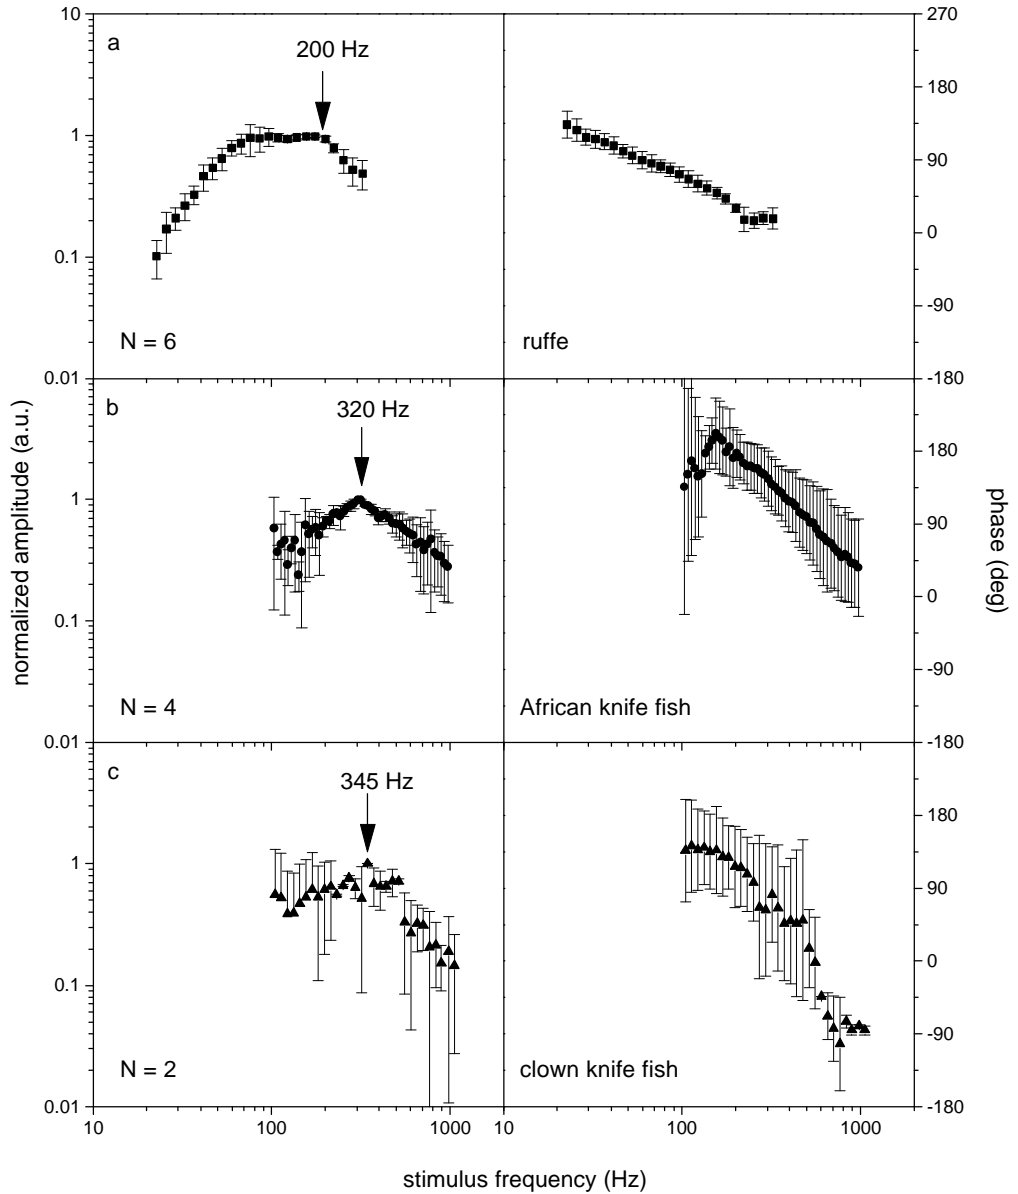 10
a
200 Hz
270
180
1
90
0
0.1
-90
N = 6
ruffe
0.01
-180
b
320 Hz
180
1
90
0
0.1
-90
N = 4
African knife fish
0.01
-180
c
345 Hz
180
1
90
0
0.1
-90
N = 2
clown knife fish
0.01
-180
10
100
1000
100
1000
normalized amplitude (a.u.)
phase (deg)
stimulus frequency (Hz)